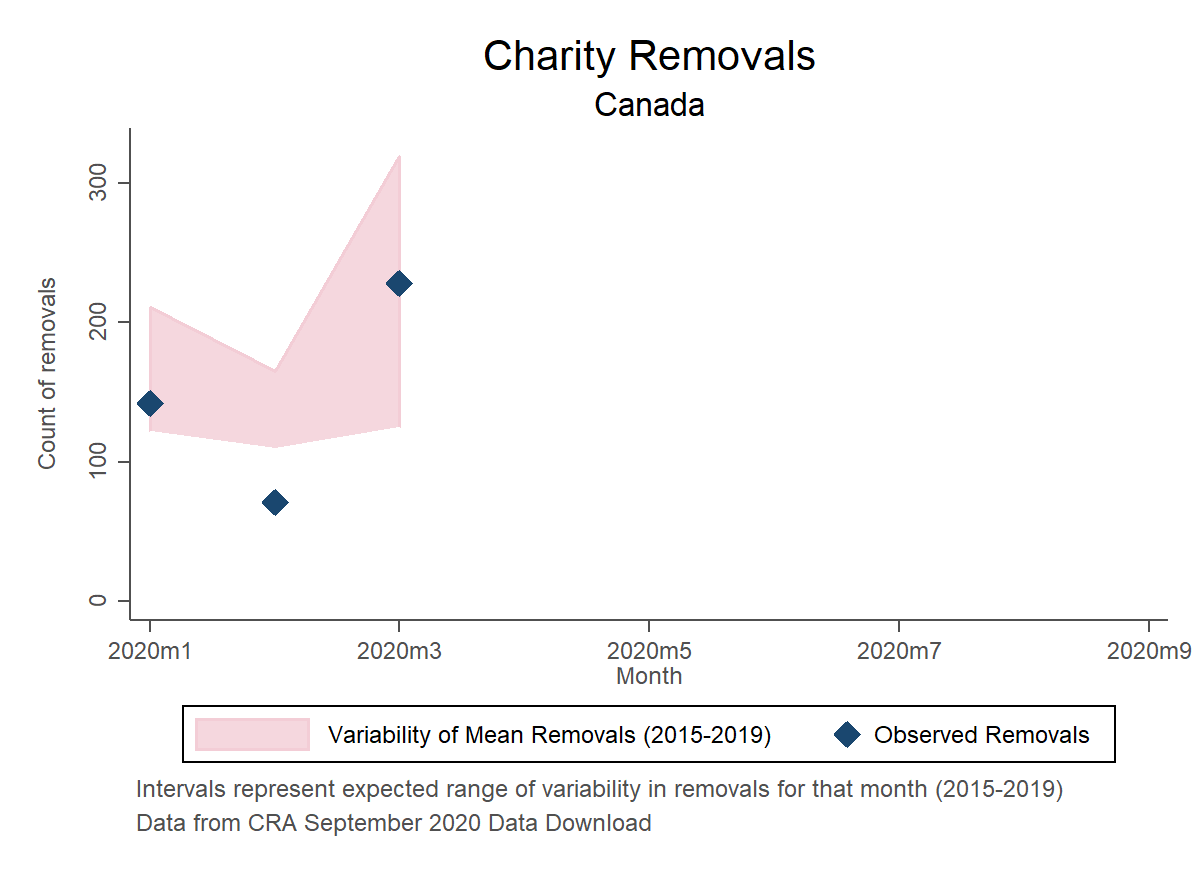 Charity Removals
Canada
Count of removals
300
200
100
0
2020m1 2020m3 2020m5 2020m7 2020m9
Month
Variability of Mean Removals (2015-2019) Observed Removals
Intervals represent expected range of variability in removals for that month (2015-2019)
Data from CRA September 2020 Data Download